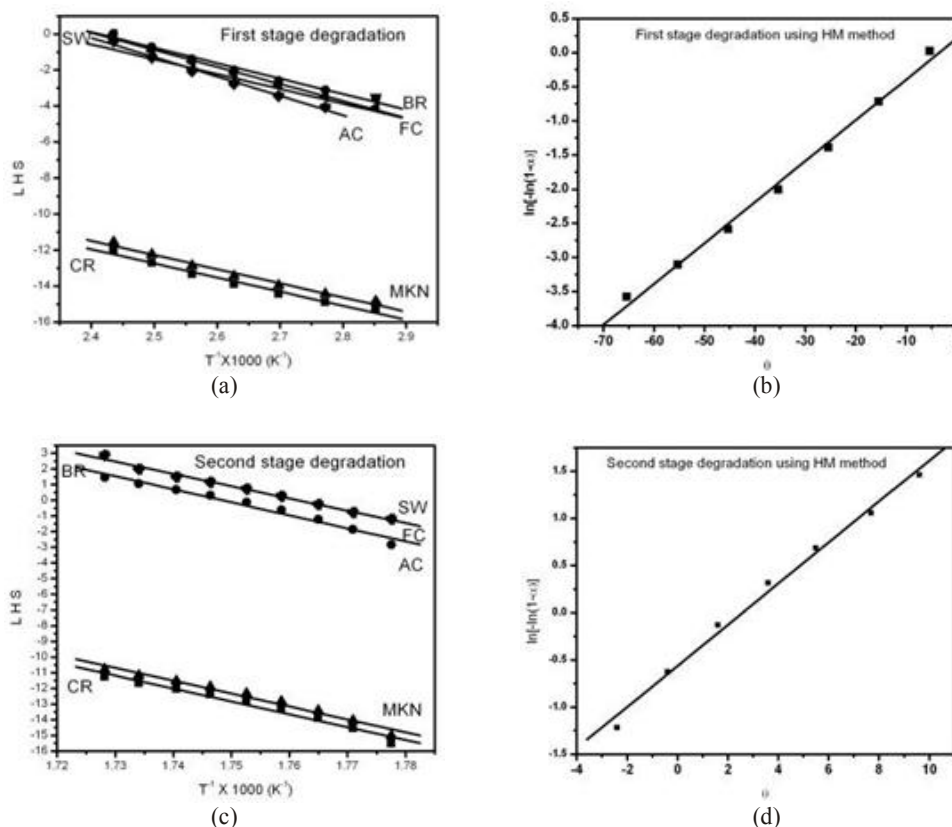 First stage degradation
SW
BR
FC
AC
CR
MKN
LHS
0
-2
-4
-6
-8
-10
-12
-14
-16
2.4 2.5 2.6 2.7 2.8 2.9
T⁻¹X1000 (K⁻¹)
(a)
First stage degradation using HM method
ln[-ln(1-α)]
0.0
-0.5
-1.0
-1.5
-2.0
-2.5
-3.0
-3.5
-4.0
-70 -60 -50 -40 -30 -20 -10 0
θ
(b)
Second stage degradation
BR
SW
FC
AC
CR
MKN
LHS
3
2
1
0
-1
-2
-3
-4
-5
-6
-7
-8
-9
-10
-11
-12
-13
-14
-15
-16
1.72 1.73 1.74 1.75 1.76 1.77 1.78
T⁻¹ X 1000 (K⁻¹)
(c)
Second stage degradation using HM method
ln[-ln(1-α)]
1.5
1.0
0.5
0.0
-0.5
-1.0
-1.5
-4 -2 0 2 4 6 8 10
θ
(d)